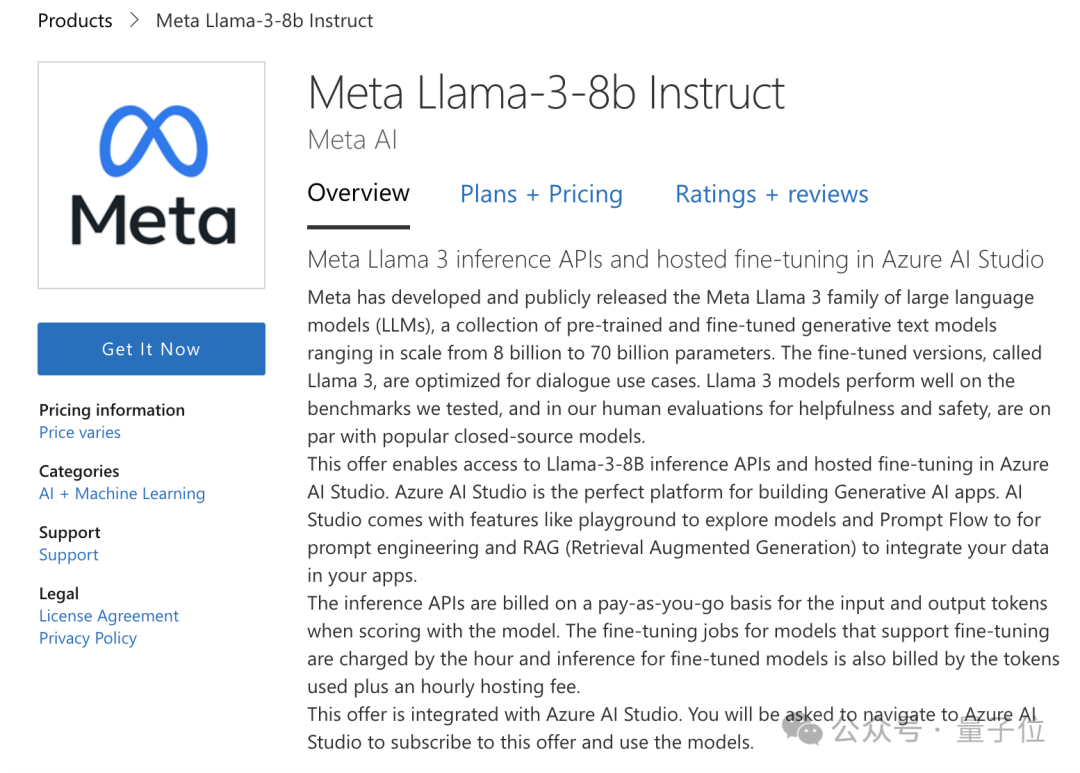 Products > Meta Llama-3-8b Instruct
Meta
Get It Now
Pricing information
Price varies
Categories
AI + Machine Learning
Support
Support
Legal
License Agreement
Privacy Policy
Meta Llama-3-8b Instruct
Meta AI
Overview Plans + Pricing Ratings + reviews
Meta Llama 3 inference APIs and hosted fine-tuning in Azure AI Studio
Meta has developed and publicly released the Meta Llama 3 family of large language
models (LLMs), a collection of pre-trained and fine-tuned generative text models
ranging in scale from 8 billion to 70 billion parameters. The fine-tuned versions, called
Llama 3, are optimized for dialogue use cases. Llama 3 models perform well on the
benchmarks we tested, and in our human evaluations for helpfulness and safety, are on
par with popular closed-source models.
This offer enables access to Llama-3-8B inference APIs and hosted fine-tuning in Azure
AI Studio. Azure AI Studio is the perfect platform for building Generative AI apps. AI
Studio comes with features like playground to explore models and Prompt Flow to for
prompt engineering and RAG (Retrieval Augmented Generation) to integrate your data
in your apps.
The inference APIs are billed on a pay-as-you-go basis for the input and output tokens
when scoring with the model. The fine-tuning jobs for models that support fine-tuning
are charged by the hour and inference for fine-tuned models is also billed by the tokens
used plus an hourly hosting fee.
This offer is integrated with Azure AI Studio. You will be asked to navigate to Azure AI
Studio to subscribe to this offer and use the models.
公众号 · 量子位